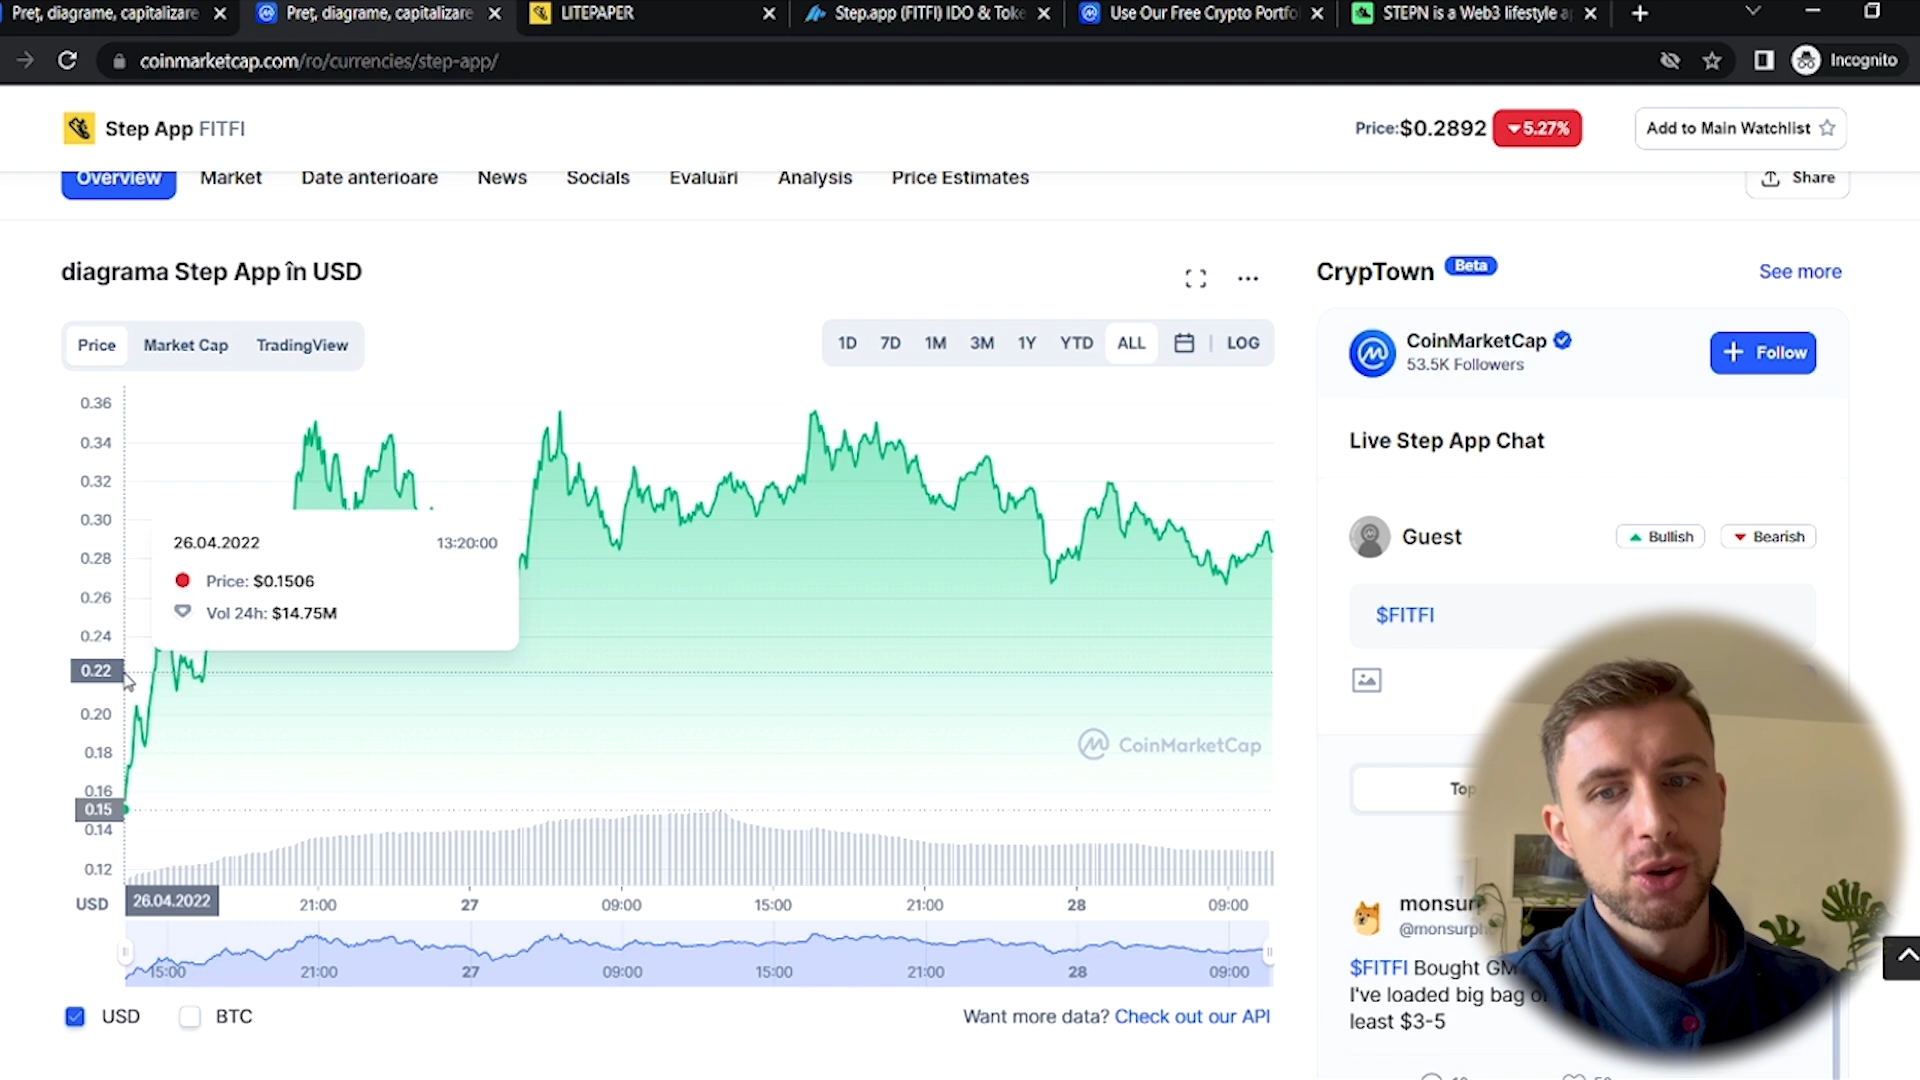 Preț, diagrame, capitalizare
Preț, diagrame, capitalizare
LITEPAPER
Step.app (FITFI) IDO & Toke
Use Our Free Crypto Portfo
STEPN is a Web3 lifestyle a
coinmarketcap.com/ro/currencies/step-app/
Incognito
Step App FITFI
Price:$0.2892
5.27%
Add to Main Watchlist
Overview
Market
Date anterioare
News
Socials
Evaluări
Analysis
Price Estimates
Share
diagrama Step App în USD
CrypTown
Beta
See more
Price
Market Cap
TradingView
1D 7D 1M 3M 1Y YTD ALL LOG
CoinMarketCap
53.5K Followers
Follow
Live Step App Chat
Guest
Bullish
Bearish
$FITFI
0.36
0.34
0.32
0.30
0.28
0.26
0.24
0.22
0.20
0.18
0.16
0.15
0.14
0.12
26.04.2022 13:20:00
Price: $0.1506
Vol 24h: $14.75M
CoinMarketCap
USD
26.04.2022
21:00
27
09:00
15:00
21:00
28
09:00
15:00
21:00
27
09:00
15:00
21:00
28
09:00
USD
BTC
Want more data? Check out our API
Top
monsur
@monsurph
$FITFI Bought GM
I've loaded big bag o
least $3-5